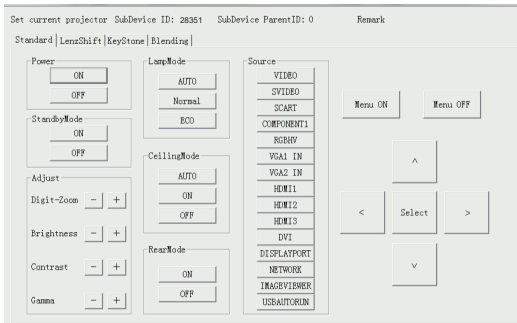 Set current projector SubDevice ID: 28351 SubDevice ParentID: 0 Remark
Standard LenzShift KeyStone Blending
Power
ON
OFF
StandbyMode
ON
OFF
Adjust
Digit-Zoom - +
Brightness - +
Contrast - +
Gamma - +
LampMode
AUTO
Normal
ECO
CeilingMode
AUTO
ON
OFF
RearMode
ON
OFF
Source
VIDEO
SVIDEO
SCART
COMPONENT1
RGBHV
VGA1 IN
VGA2 IN
HDMI1
HDMI2
HDMI3
DVI
DISPLAYPORT
NETWORK
IMAGEVIEWER
USBAUTORUN
Menu ON Menu OFF
^
< Select >
v